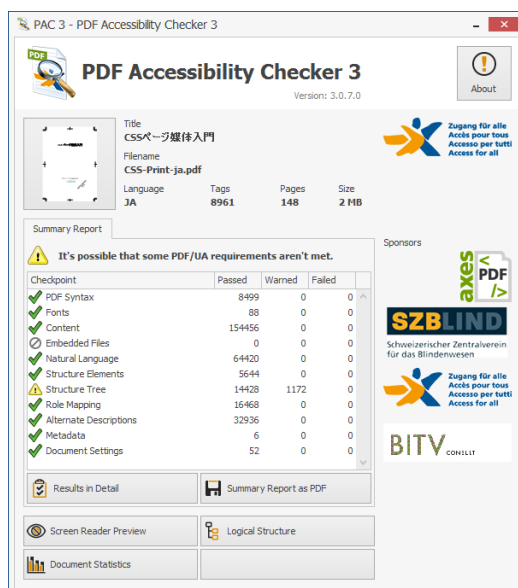 PAC 3 - PDF Accessibility Checker 3
PDF
PDF Accessibility Checker 3
Version: 3.0.7.0
About
Title
CSSページ媒体入門
Filename
CSS-Print-ja.pdf
Language Tags Pages Size
JA 8961 148 2 MB
Zugang für alle
Accès pour tous
Accesso per tutti
Access for all
Summary Report
It's possible that some PDF/UA requirements aren't met.
Checkpoint Passed Warned Failed
PDF Syntax 8499 0 0
Fonts 88 0 0
Content 154456 0 0
Embedded Files 0 0 0
Natural Language 64420 0 0
Structure Elements 5644 0 0
Structure Tree 14428 1172 0
Role Mapping 16468 0 0
Alternate Descriptions 32936 0 0
Metadata 6 0 0
Document Settings 52 0 0
Results in Detail
Summary Report as PDF
Screen Reader Preview
Logical Structure
Document Statistics
Sponsors
axes
<
PDF
/>
SZBLIND
Schweizerischer Zentralverein
für das Blindenwesen
Zugang für alle
Accès pour tous
Accesso per tutti
Access for all
BITV CONSULT